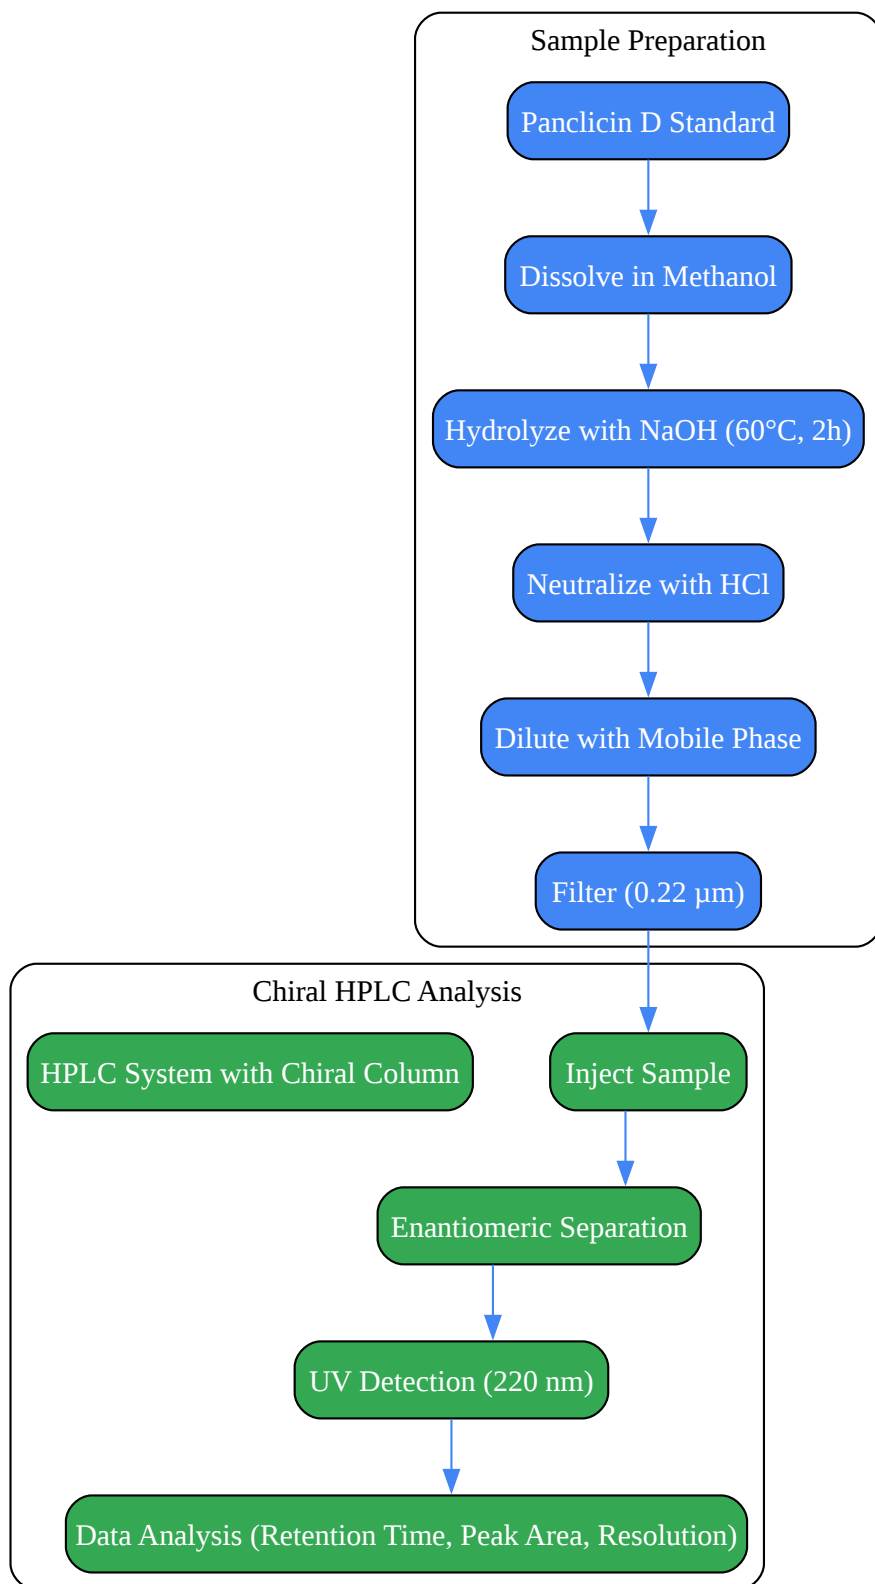 Sample Preparation
Panclicin D Standard
Dissolve in Methanol
Hydrolyze with NaOH (60°C, 2h)
Neutralize with HCl
Dilute with Mobile Phase
Filter (0.22 µm)
Chiral HPLC Analysis
HPLC System with Chiral Column
Inject Sample
Enantiomeric Separation
UV Detection (220 nm)
Data Analysis (Retention Time, Peak Area, Resolution)